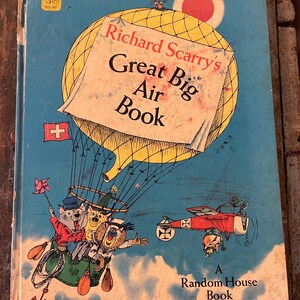 Richard Scarry's
Great Big
Air
Book
A
Random House
Book